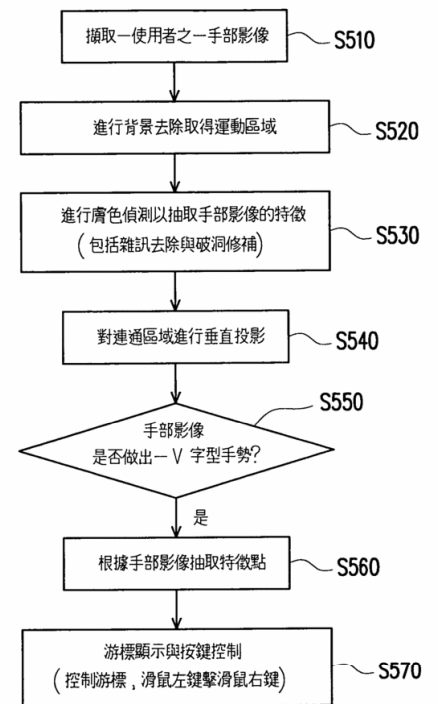 擷取一使用者之一手部影像
S510
進行背景去除取得運動區域
S520
進行膚色偵測以抽取手部影像的特徵
(包括雜訊去除與破洞修補)
S530
對連通區域進行垂直投影
S540
S550
手部影像
是否做出一V字型手勢?
是
根據手部影像抽取特徵點
S560
游標顯示與按鍵控制
(控制游標,滑鼠左鍵擊滑鼠右鍵)
S570